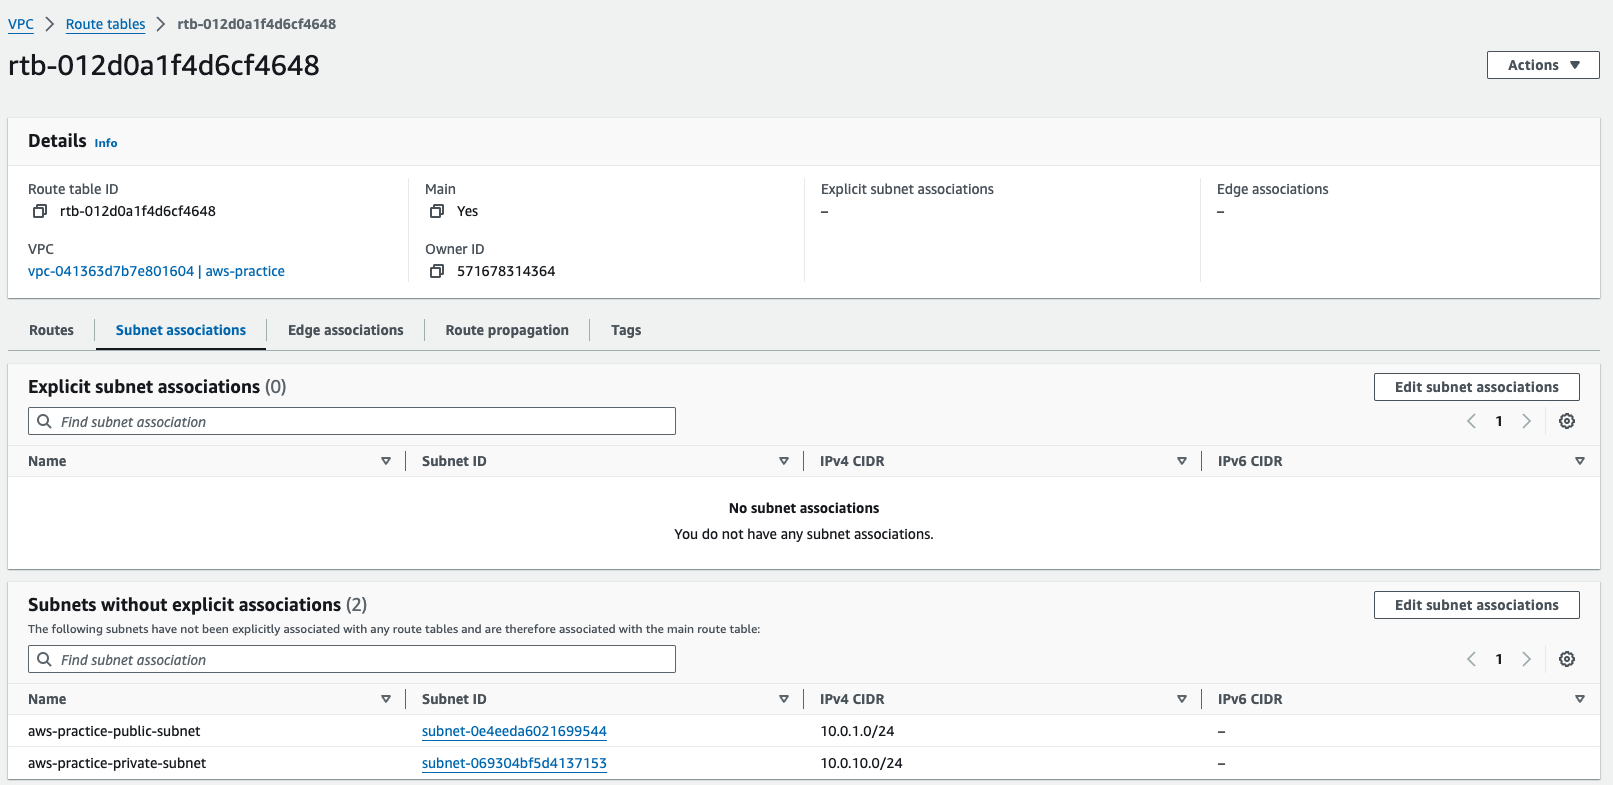 VPC > Route tables > rtb-012d0a1f4d6cf4648
rtb-012d0a1f4d6cf4648
Actions
Details Info
Route table ID
rtb-012d0a1f4d6cf4648
Main
Yes
Explicit subnet associations
–
Edge associations
–
VPC
vpc-041363d7b7e801604 | aws-practice
Owner ID
571678314364
Routes Subnet associations Edge associations Route propagation Tags
Explicit subnet associations (0)
Edit subnet associations
Find subnet association
1
Name Subnet ID IPv4 CIDR IPv6 CIDR
No subnet associations
You do not have any subnet associations.
Subnets without explicit associations (2)
Edit subnet associations
The following subnets have not been explicitly associated with any route tables and are therefore associated with the main route table:
Find subnet association
1
Name Subnet ID IPv4 CIDR IPv6 CIDR
aws-practice-public-subnet subnet-0e4eeda6021699544 10.0.1.0/24 –
aws-practice-private-subnet subnet-069304bf5d4137153 10.0.10.0/24 –